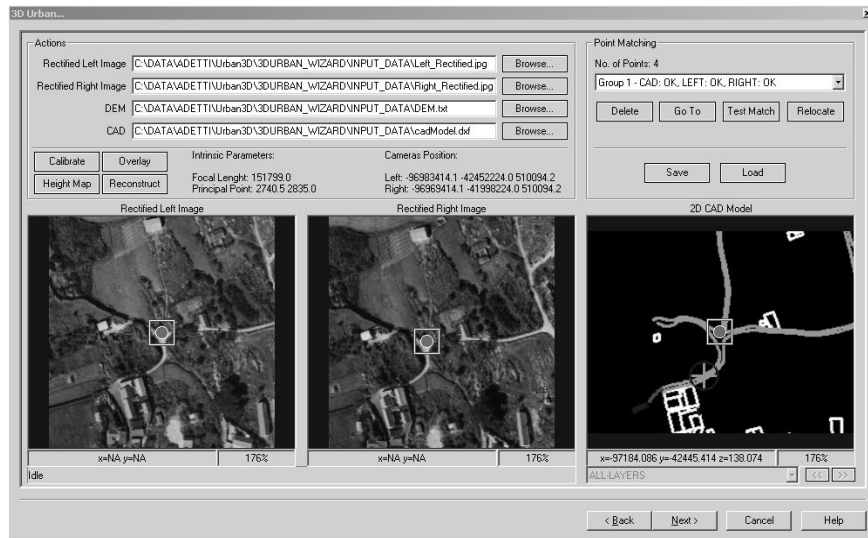 3D Urban...
Actions
Rectified Left Image C:\DATA\ADETTI\Urban3D\3DURBAN_WIZARD\INPUT_DATA\Left_Rectified.jpg Browse...
Rectified Right Image C:\DATA\ADETTI\Urban3D\3DURBAN_WIZARD\INPUT_DATA\Right_Rectified.jpg Browse...
DEM C:\DATA\ADETTI\Urban3D\3DURBAN_WIZARD\INPUT_DATA\DEM.txt Browse...
CAD C:\DATA\ADETTI\Urban3D\3DURBAN_WIZARD\INPUT_DATA\cadModel.dxf Browse...
Calibrate Overlay
Height Map Reconstruct
Intrinsic Parameters:
Focal Lenght: 151799.0
Principal Point: 2740.5 2835.0
Cameras Position:
Left: -96983414.1 -42452224.0 510094.2
Right: -96969414.1 -41998224.0 510094.2
Point Matching
No. of Points: 4
Group 1 - CAD: OK, LEFT: OK, RIGHT: OK
Delete Go To Test Match Relocate
Save Load
Rectified Left Image
x=NA y=NA 176%
Rectified Right Image
x=NA y=NA 176%
2D CAD Model
x=-97184.086 y=-42445.414 z=138.074 176%
Idle
ALL-LAYERS << >>
< Back Next > Cancel Help